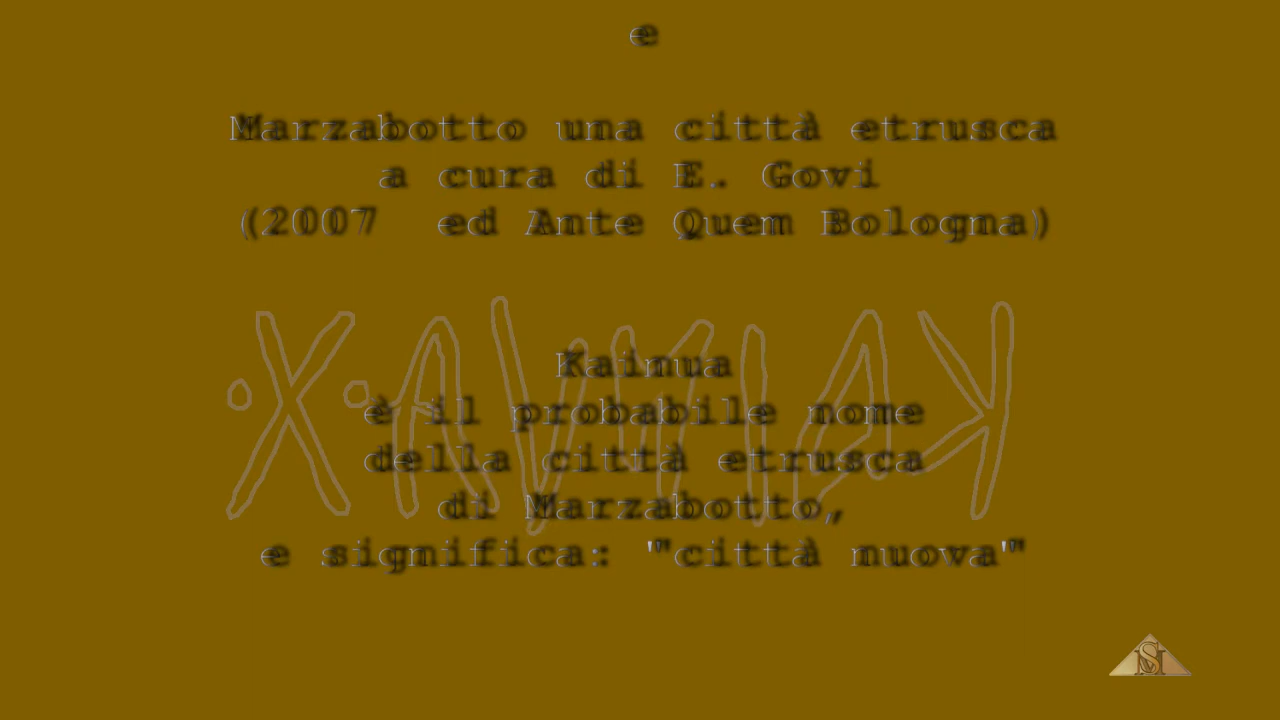 e
Marzabotto una città etrusca
a cura di E. Govi
(2007 ed Ante Quem Bologna)
Kainua
è il probabile nome
della città etrusca
di Marzabotto,
e significa: "città nuova"